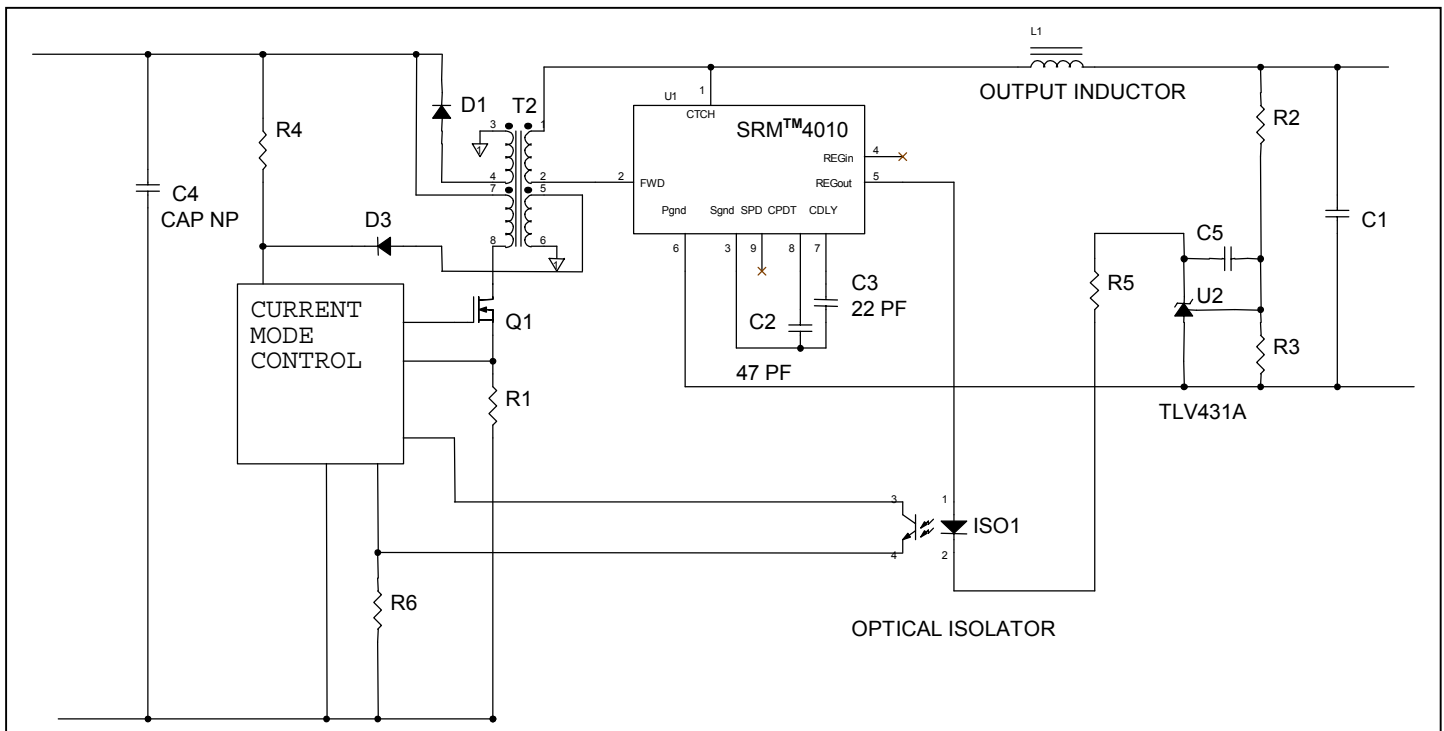 L1
OUTPUT INDUCTOR
D1
T2
3
1
4
7
2
5
8
6
1
1
R4
C4
CAP NP
D3
U1
1
CTCH
SRM™4010
REGin
4
REGout
5
2
FWD
Pgnd
Sgnd
SPD
CPDT
CDLY
6
3
9
8
7
C3
22 PF
C2
47 PF
R2
C1
C5
R5
U2
R3
TLV431A
CURRENT
MODE
CONTROL
Q1
R1
3
4
1
2
ISO1
R6
OPTICAL ISOLATOR